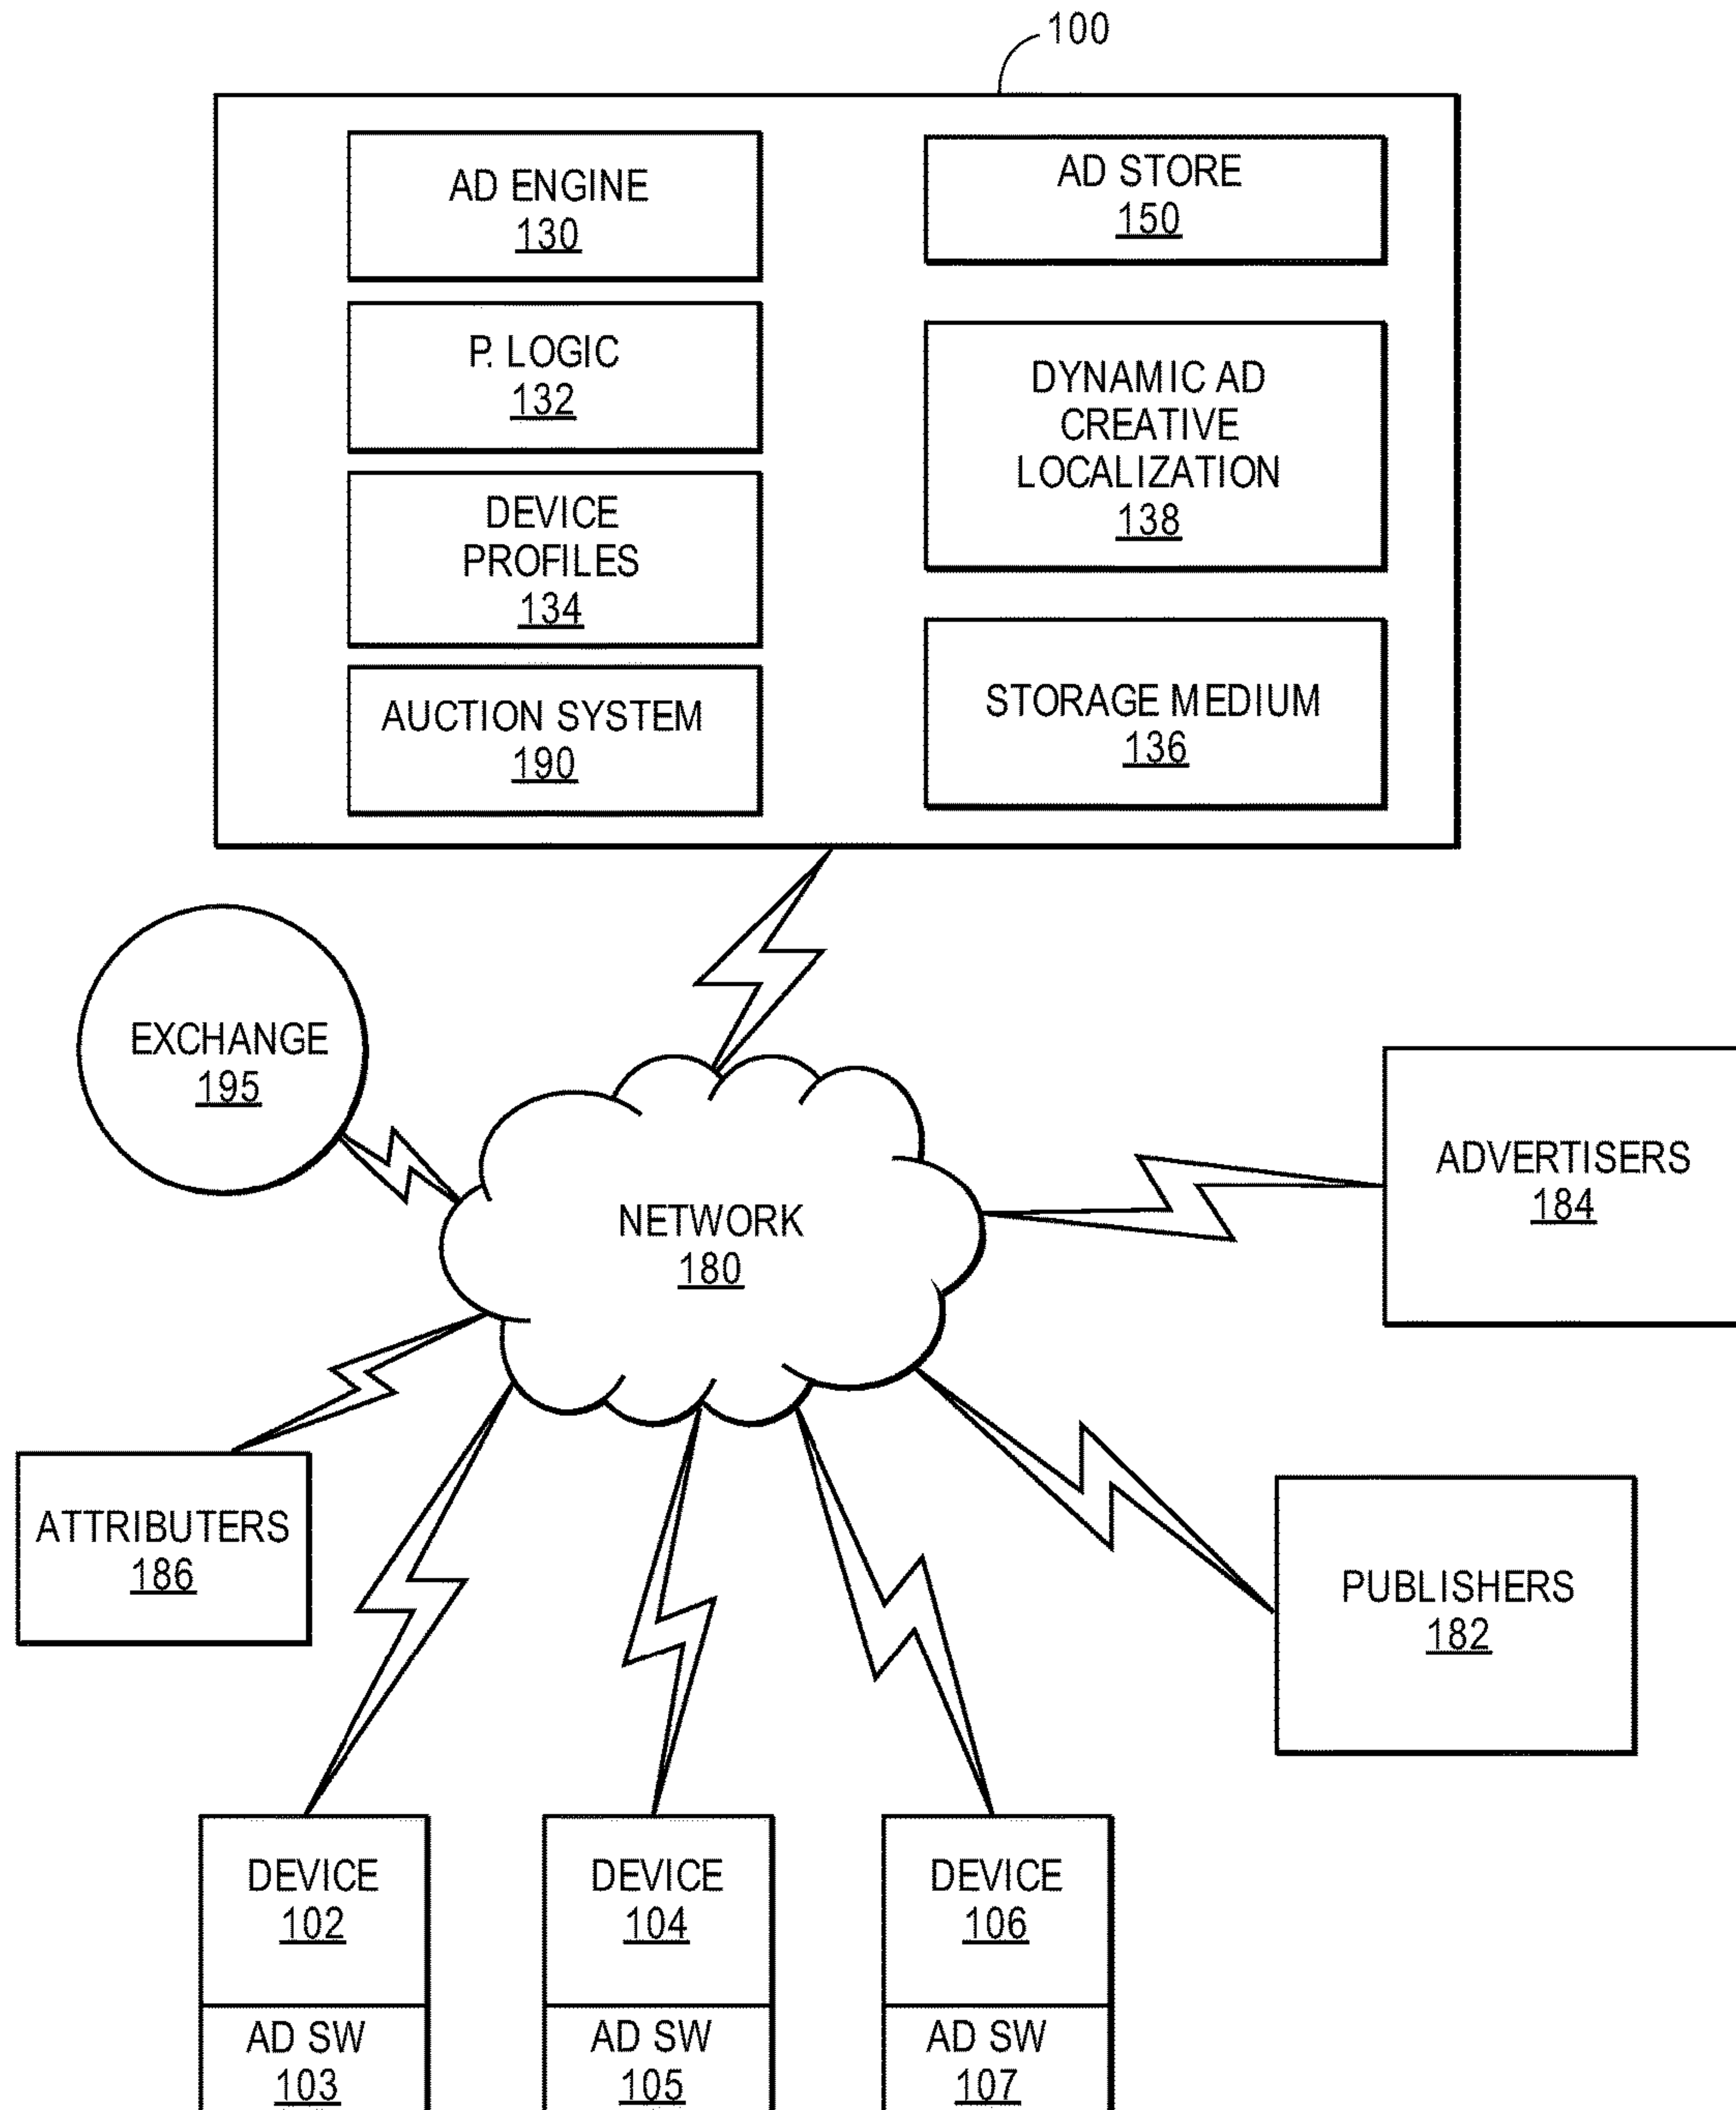 100
AD ENGINE
130
P. LOGIC
132
DEVICE
PROFILES
134
AUCTION SYSTEM
190
AD STORE
150
DYNAMIC AD
CREATIVE
LOCALIZATION
138
STORAGE MEDIUM
136
EXCHANGE
195
NETWORK
180
ADVERTISERS
184
ATTRIBUTERS
186
PUBLISHERS
182
DEVICE
102
AD SW
103
DEVICE
104
AD SW
105
DEVICE
106
AD SW
107